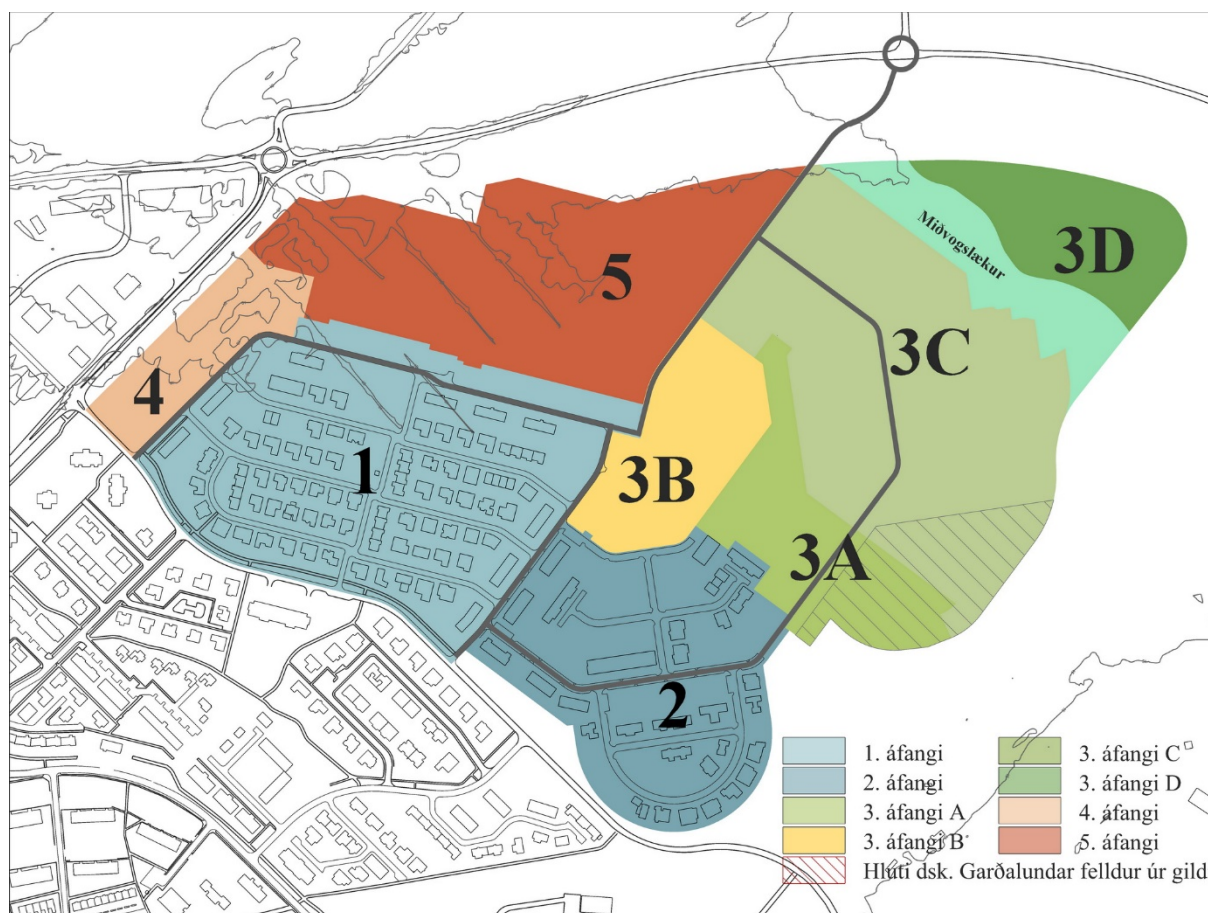 Miðvogslækur
3D
5
3C
4
1
3B
3A
2
1. áfangi
2. áfangi
3. áfangi A
3. áfangi B
3. áfangi C
3. áfangi D
4. áfangi
5. áfangi
Hluti dsk. Garðalundar felldur úr gild